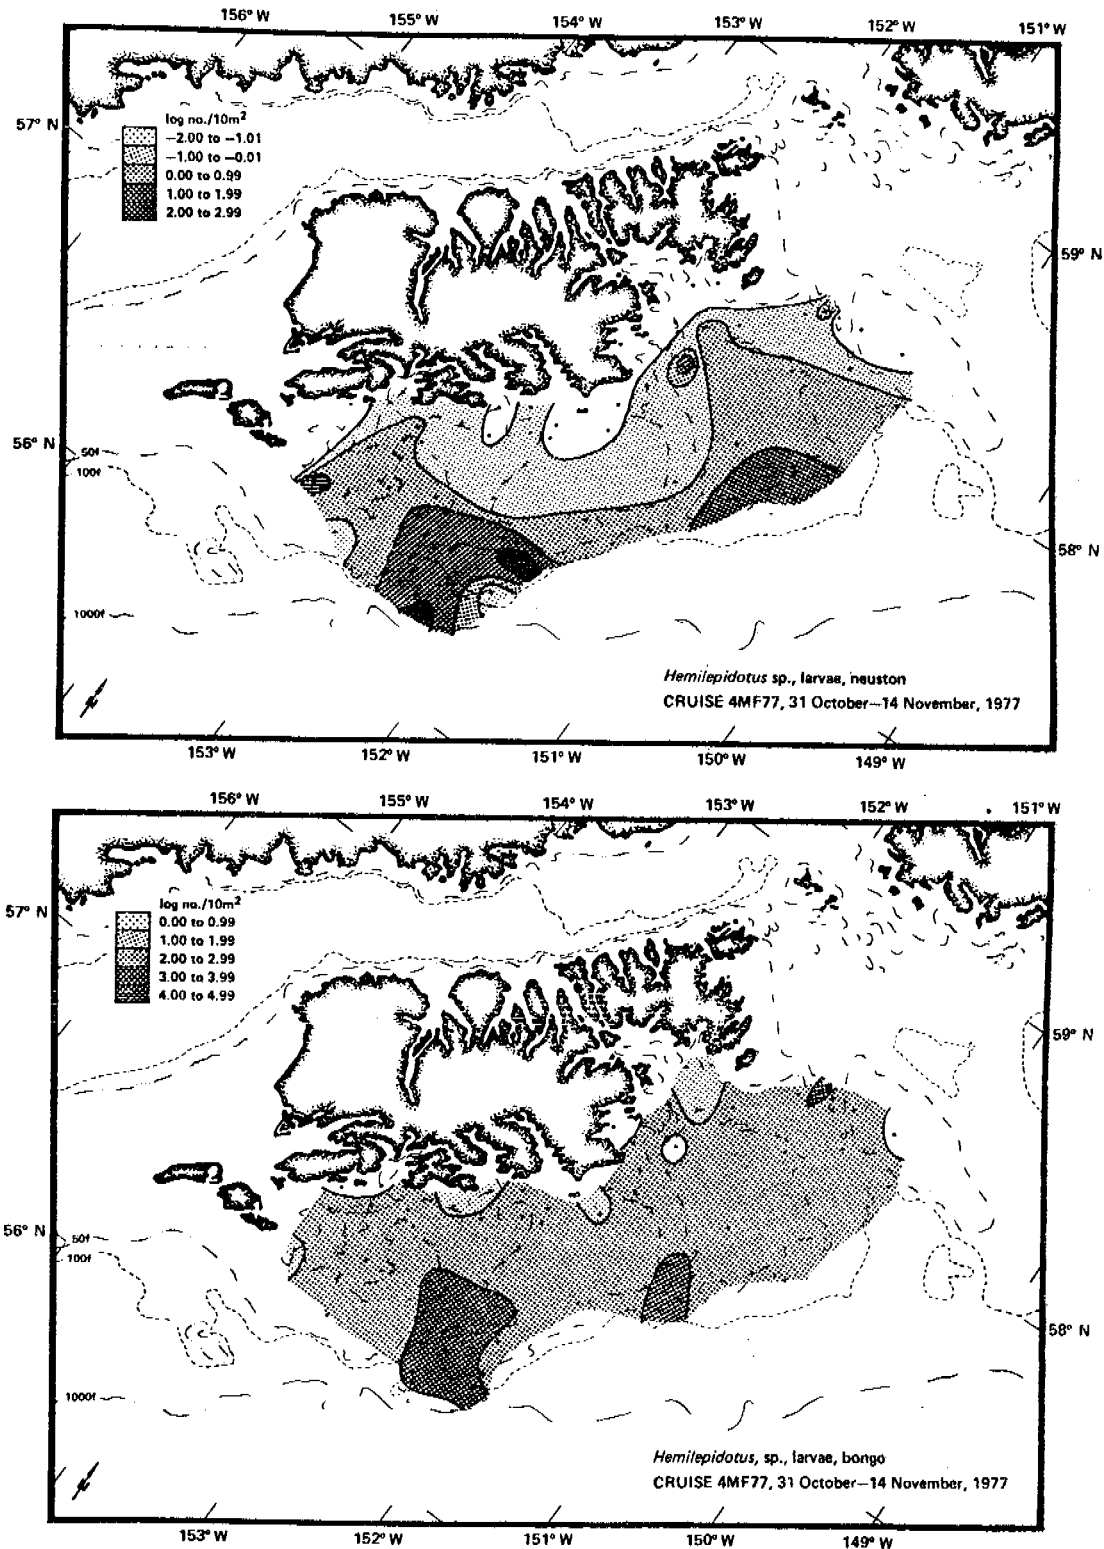 156° W 155° W 154° W 153° W 152° W 151° W
57° N
log no./10m²
−2.00 to −1.01
−1.00 to −0.01
0.00 to 0.99
1.00 to 1.99
2.00 to 2.99
59° N
56° N
50f
100f
58° N
1000f
N
Hemilepidotus sp., larvae, neuston
CRUISE 4MF77, 31 October—14 November, 1977
153° W 152° W 151° W 150° W 149° W
156° W 155° W 154° W 153° W 152° W 151° W
57° N
log no./10m²
0.00 to 0.99
1.00 to 1.99
2.00 to 2.99
3.00 to 3.99
4.00 to 4.99
59° N
56° N
50f
100f
58° N
1000f
N
Hemilepidotus, sp., larvae, bongo
CRUISE 4MF77, 31 October—14 November, 1977
153° W 152° W 151° W 150° W 149° W